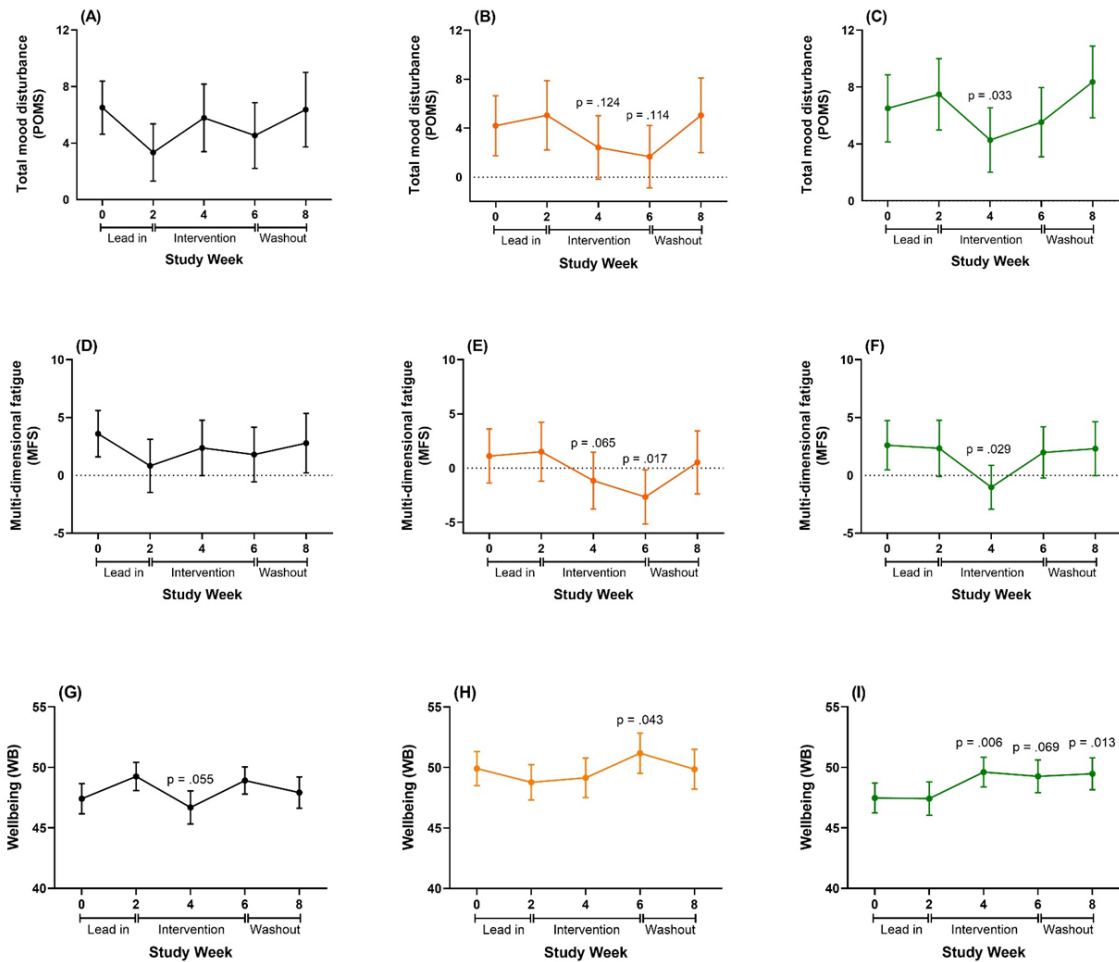 (A)
Total mood disturbance
(POMS)
12
8
4
0
0 2 4 6 8
Lead in Intervention Washout
Study Week
(B)
Total mood disturbance
(POMS)
12
8
4
0
p = .124
p = .114
0 2 4 6 8
Lead in Intervention Washout
Study Week
(C)
Total mood disturbance
(POMS)
12
8
4
0
p = .033
0 2 4 6 8
Lead in Intervention Washout
Study Week
(D)
Multi-dimensional fatigue
(MFS)
10
5
0
-5
0 2 4 6 8
Lead in Intervention Washout
Study Week
(E)
Multi-dimensional fatigue
(MFS)
10
5
0
-5
p = .065
p = .017
0 2 4 6 8
Lead in Intervention Washout
Study Week
(F)
Multi-dimensional fatigue
(MFS)
10
5
0
-5
p = .029
0 2 4 6 8
Lead in Intervention Washout
Study Week
(G)
Wellbeing (WB)
55
50
45
40
p = .055
0 2 4 6 8
Lead in Intervention Washout
Study Week
(H)
Wellbeing (WB)
55
50
45
40
p = .043
0 2 4 6 8
Lead in Intervention Washout
Study Week
(I)
Wellbeing (WB)
55
50
45
40
p = .006
p = .069
p = .013
0 2 4 6 8
Lead in Intervention Washout
Study Week